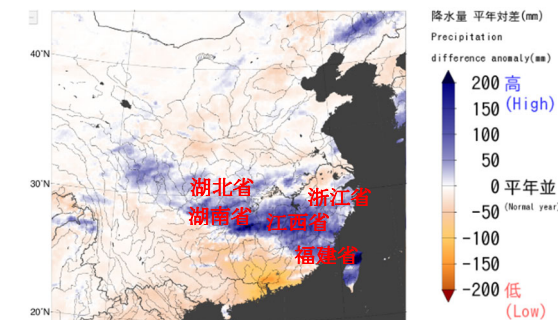 降水量 平年対差(mm)
Precipitation
difference anomaly(mm)
40°N
30°N
20°N
湖北省
浙江省
湖南省
江西省
福建省
200 高
(High)
150
100
50
0 平年並
(Normal year)
-50
-100
-150
-200 低
(Low)